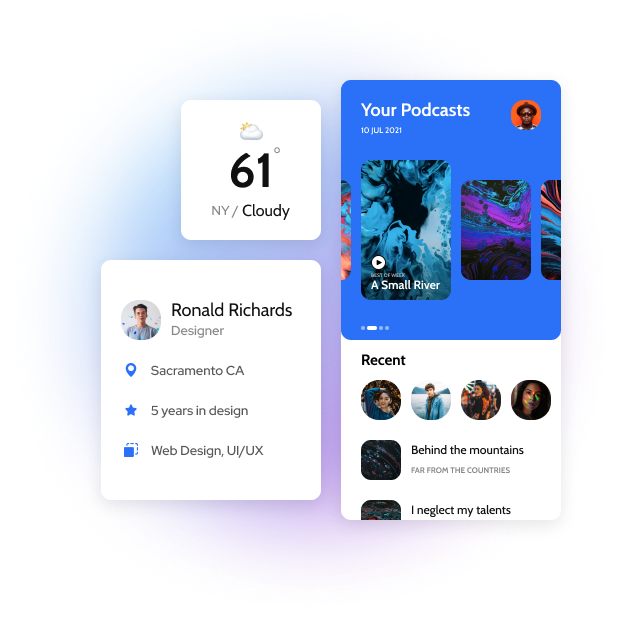 61°
NY / Cloudy
Ronald Richards
Designer
Sacramento CA
5 years in design
Web Design, UI/UX
Your Podcasts
10 JUL 2021
BEST OF WEEK
A Small River
Recent
Behind the mountains
FAR FROM THE COUNTRIES
I neglect my talents